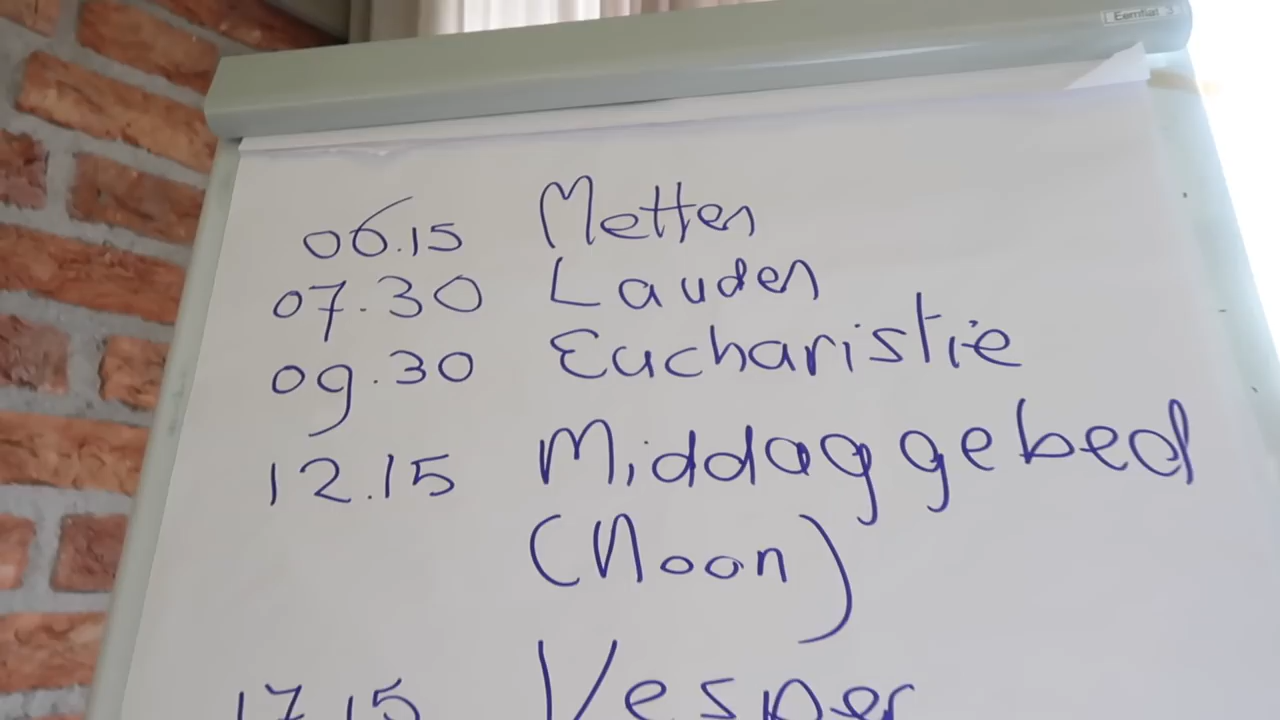 06.15 Metten
07.30 Lauden
09.30 Eucharistie
12.15 Middaggebed
(Noon)
17.15 Vesper